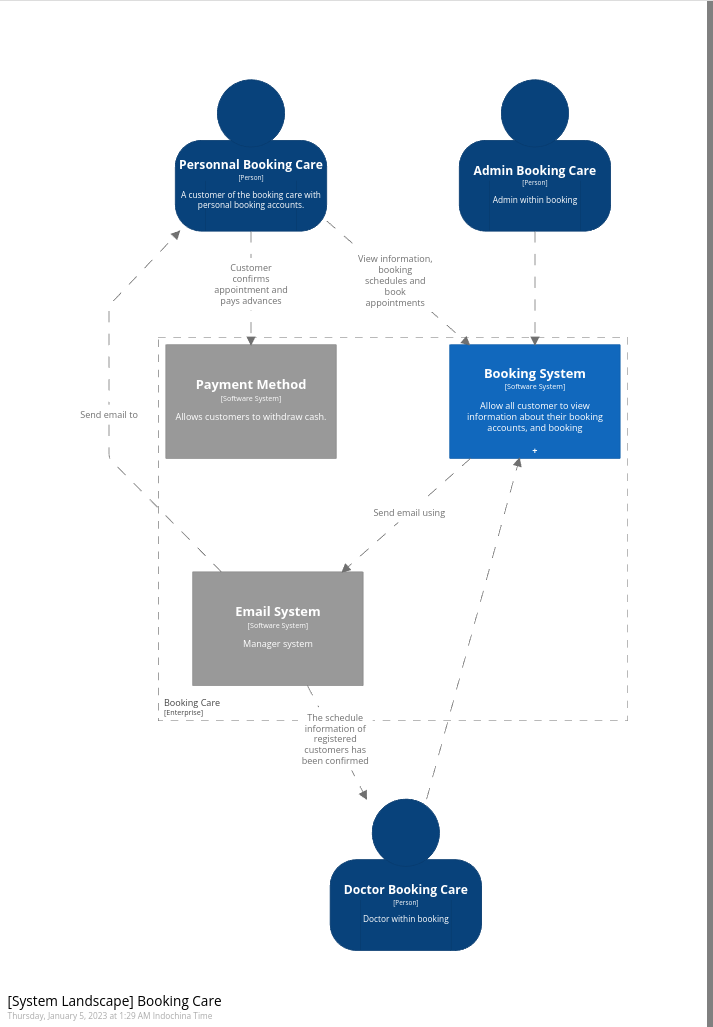 Personnal Booking Care
[Person]
A customer of the booking care with
personal booking accounts.
Admin Booking Care
[Person]
Admin within booking
Customer
confirms
appointment and
pays advances
View information,
booking
schedules and
book
appointments
Payment Method
[Software System]
Allows customers to withdraw cash.
Booking System
[Software System]
Allow all customer to view
information about their booking
accounts, and booking
+
Send email to
Send email using
Email System
[Software System]
Manager system
Booking Care
[Enterprise]
The schedule
information of
registered
customers has
been confirmed
Doctor Booking Care
[Person]
Doctor within booking
[System Landscape] Booking Care
Thursday, January 5, 2023 at 1:29 AM Indochina Time